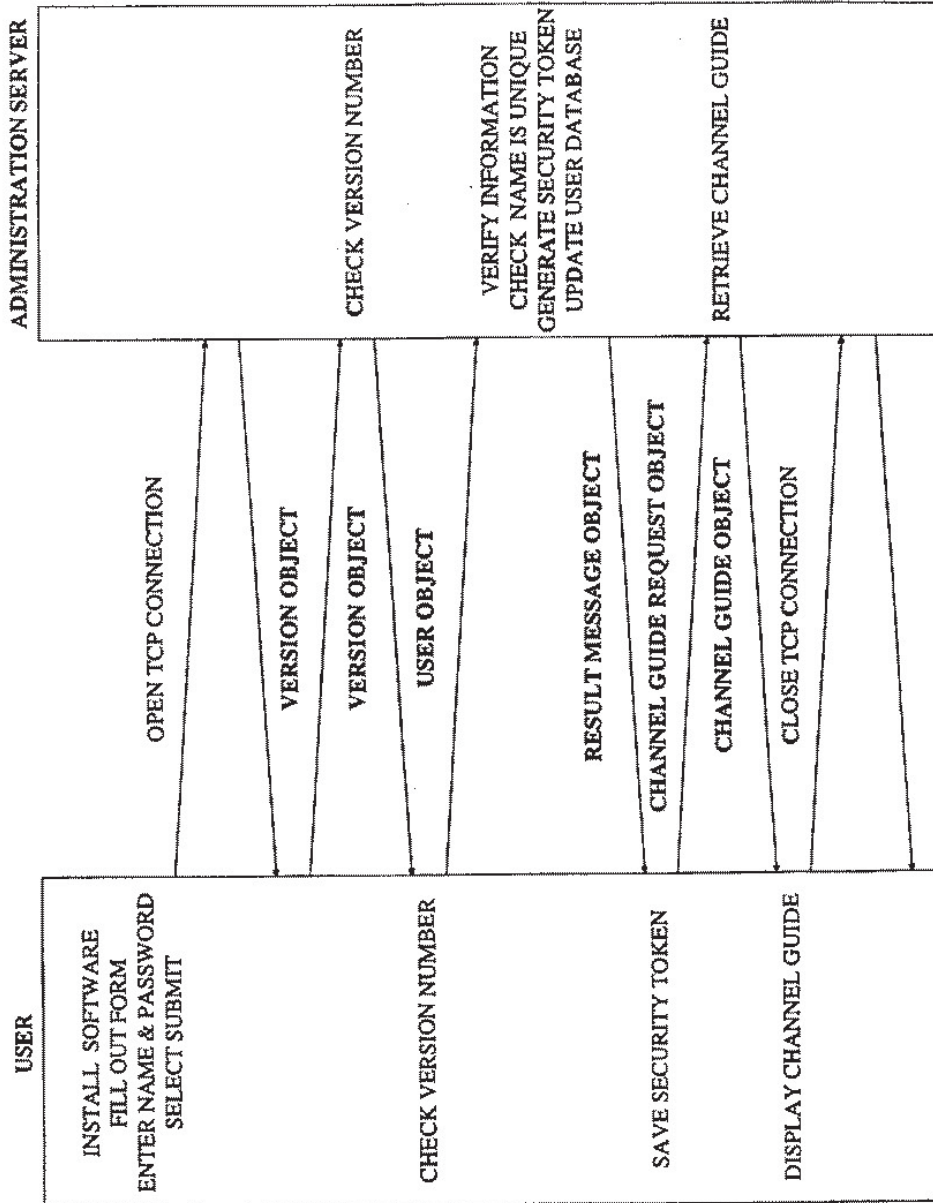 USER
INSTALL SOFTWARE
FILL OUT FORM
ENTER NAME & PASSWORD
SELECT SUBMIT
CHECK VERSION NUMBER
SAVE SECURITY TOKEN
DISPLAY CHANNEL GUIDE
OPEN TCP CONNECTION
VERSION OBJECT
VERSION OBJECT
USER OBJECT
RESULT MESSAGE OBJECT
CHANNEL GUIDE REQUEST OBJECT
CHANNEL GUIDE OBJECT
CLOSE TCP CONNECTION
ADMINISTRATION SERVER
CHECK VERSION NUMBER
VERIFY INFORMATION
CHECK NAME IS UNIQUE
GENERATE SECURITY TOKEN
UPDATE USER DATABASE
RETRIEVE CHANNEL GUIDE